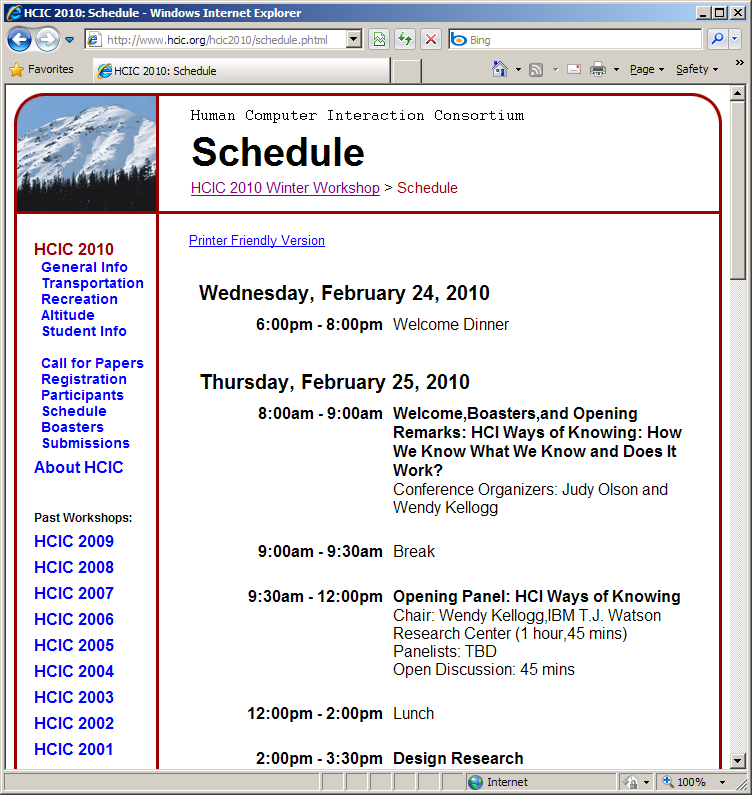 HCIC 2010: Schedule - Windows Internet Explorer
http://www.hcic.org/hcic2010/schedule.phtml
Bing
Favorites
HCIC 2010: Schedule
Page
Safety
Human Computer Interaction Consortium
Schedule
HCIC 2010 Winter Workshop > Schedule
HCIC 2010
General Info
Transportation
Recreation
Altitude
Student Info
Call for Papers
Registration
Participants
Schedule
Boasters
Submissions
About HCIC
Past Workshops:
HCIC 2009
HCIC 2008
HCIC 2007
HCIC 2006
HCIC 2005
HCIC 2004
HCIC 2003
HCIC 2002
HCIC 2001
Printer Friendly Version
Wednesday, February 24, 2010
6:00pm - 8:00pm Welcome Dinner
Thursday, February 25, 2010
8:00am - 9:00am Welcome,Boasters,and Opening
Remarks: HCI Ways of Knowing: How
We Know What We Know and Does It
Work?
Conference Organizers: Judy Olson and
Wendy Kellogg
9:00am - 9:30am Break
9:30am - 12:00pm Opening Panel: HCI Ways of Knowing
Chair: Wendy Kellogg,IBM T.J. Watson
Research Center (1 hour,45 mins)
Panelists: TBD
Open Discussion: 45 mins
12:00pm - 2:00pm Lunch
2:00pm - 3:30pm Design Research
Internet
100%